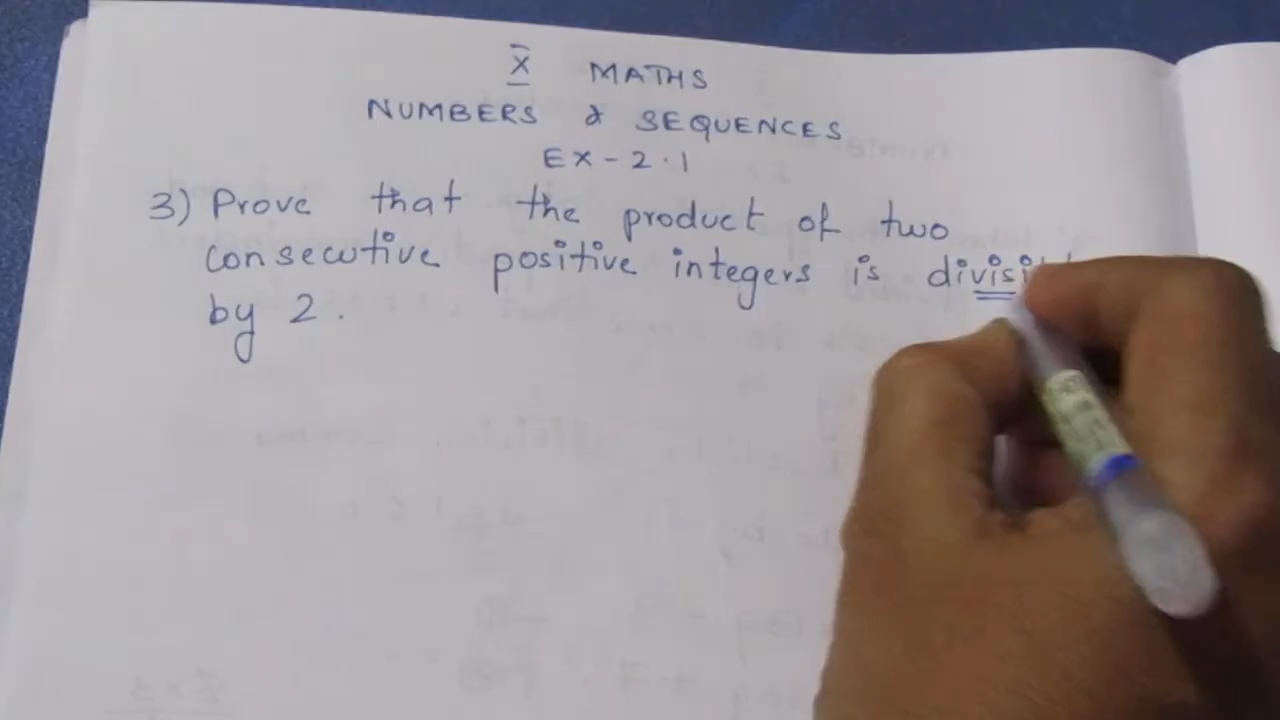 X MATHS
NUMBERS & SEQUENCES
EX-2.1
3) Prove that the product of two
consecutive positive integers is
by 2.